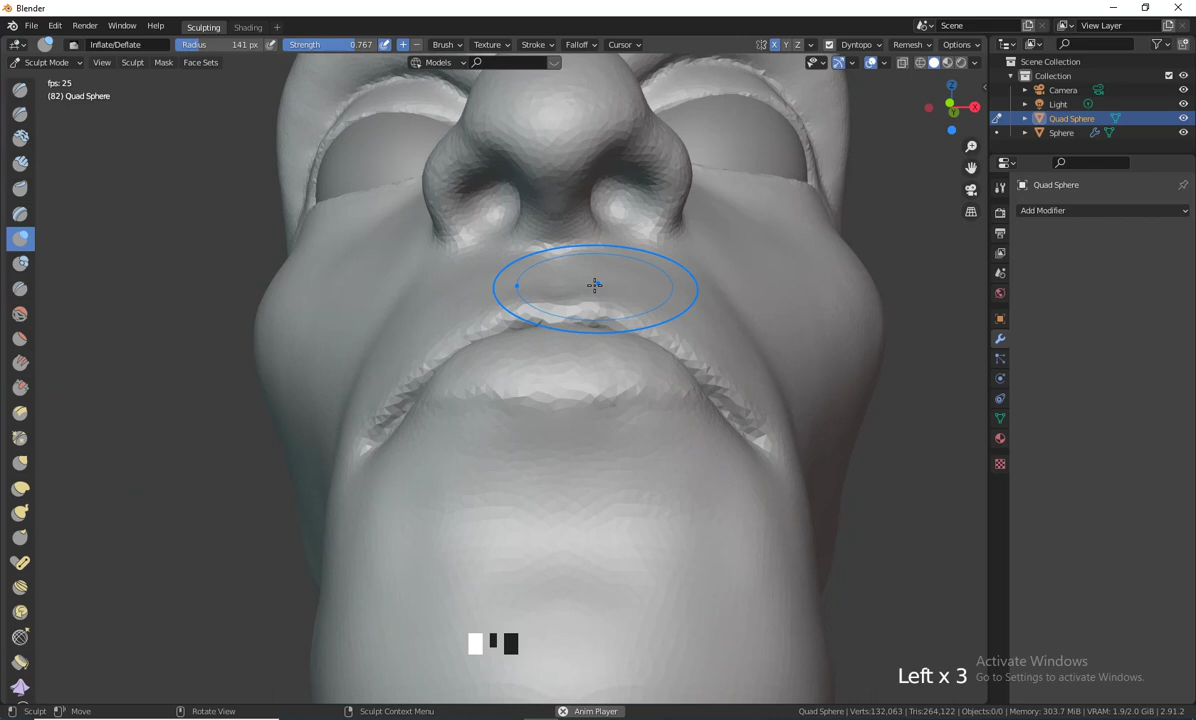 Blender
File Edit Render Window Help Sculpting Shading + Scene View Layer
Inflate/Deflate Radius 141 px Strength 0.767 Brush Texture Stroke Falloff Cursor X Y Z Dyntopo Remesh Options
Sculpt Mode View Sculpt Mask Face Sets Models
fps: 25
(82) Quad Sphere
Z
X
Y
Scene Collection
Collection
Camera
Light
Quad Sphere
Sphere
Quad Sphere
Add Modifier
Left x 3
Activate Windows
Go to Settings to activate Windows.
Sculpt Move Rotate View Sculpt Context Menu Anim Player Quad Sphere | Verts:132,063 | Tris:264,122 | Objects:0/0 | Memory: 303.7 MiB | VRAM: 1.9/2.0 GiB | 2.91.2